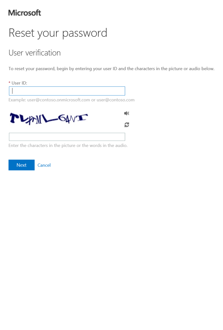 Microsoft
Reset your password
User verification
To reset your password, begin by entering your user ID and the characters in the picture or audio below.
* User ID:
Example: user@contoso.onmicrosoft.com or user@contoso.com
Enter the characters in the picture or the words in the audio.
Next
Cancel